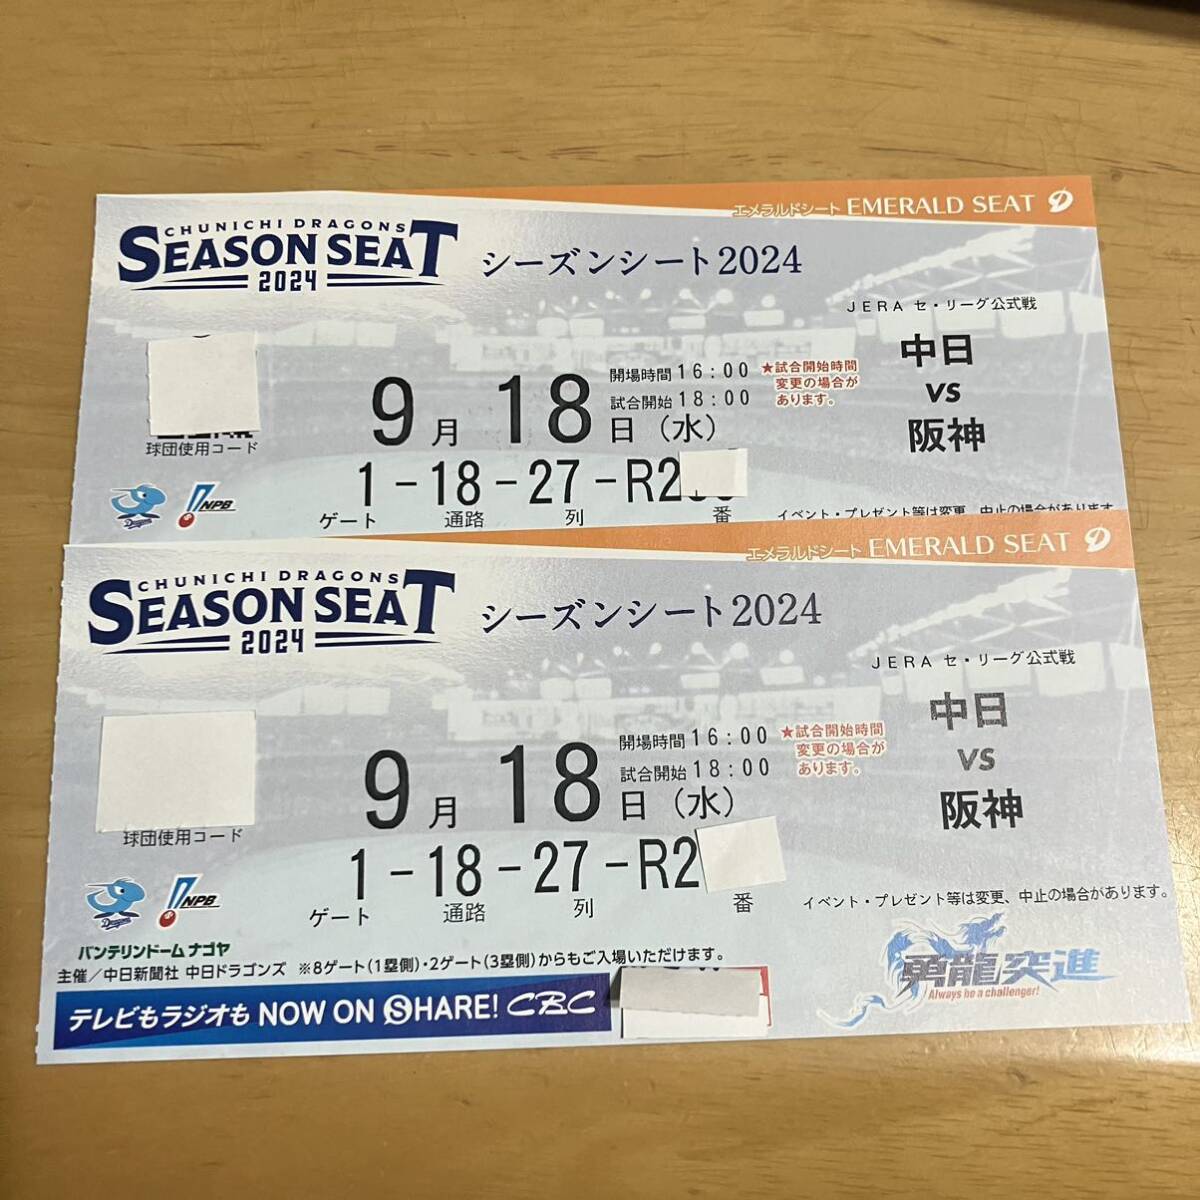 エメラルドシート EMERALD SEAT
CHUNICHI DRAGONS
SEASON SEAT
2024
シーズンシート2024
JERA セ・リーグ公式戦
中日
vs
阪神
開場時間 16:00
試合開始 18:00
★試合開始時間
変更の場合が
あります。
9月 18日(水)
球団使用コード
1-18-27-R2
ゲート 通路 列 番
Dragons
NPB
イベント・プレゼント等は変更、中止の場合があります
エメラルドシート EMERALD SEAT
CHUNICHI DRAGONS
SEASON SEAT
2024
シーズンシート2024
JERA セ・リーグ公式戦
中日
vs
阪神
開場時間 16:00
試合開始 18:00
★試合開始時間
変更の場合が
あります。
9月 18日(水)
球団使用コード
1-18-27-R2
ゲート 通路 列 番
Dragons
NPB
イベント・プレゼント等は変更、中止の場合があります。
バンテリンドーム ナゴヤ
主催/中日新聞社 中日ドラゴンズ ※8ゲート(1塁側)・2ゲート(3塁側)からもご入場いただけます。
テレビもラジオも NOW ON SHARE! CBC
勇龍突進
Always be a challenger!